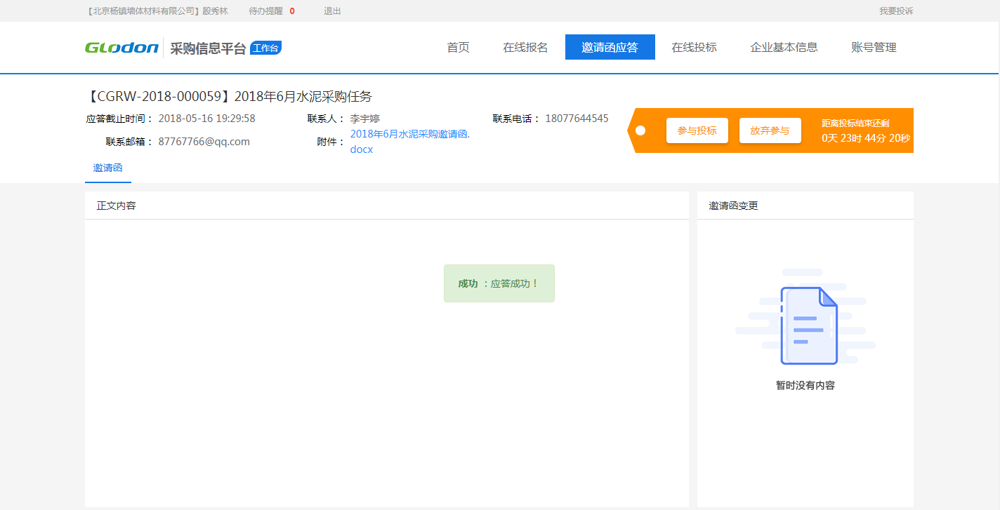 【北京杨镇墙体材料有限公司】殷秀林 待办提醒 0 退出 我要投诉
GLodon 采购信息平台 工作台 首页 在线报名 邀请函应答 在线投标 企业基本信息 账号管理
【CGRW-2018-000059】2018年6月水泥采购任务
应答截止时间： 2018-05-16 19:29:58 联系人： 李宇婷 联系电话： 18077644545
联系邮箱： 87767766@qq.com 附件： 2018年6月水泥采购邀请函.
docx
参与投标 放弃参与 距离投标结束还剩
0天 23时 44分 20秒
邀请函
正文内容 邀请函变更
成功 ：应答成功！
暂时没有内容